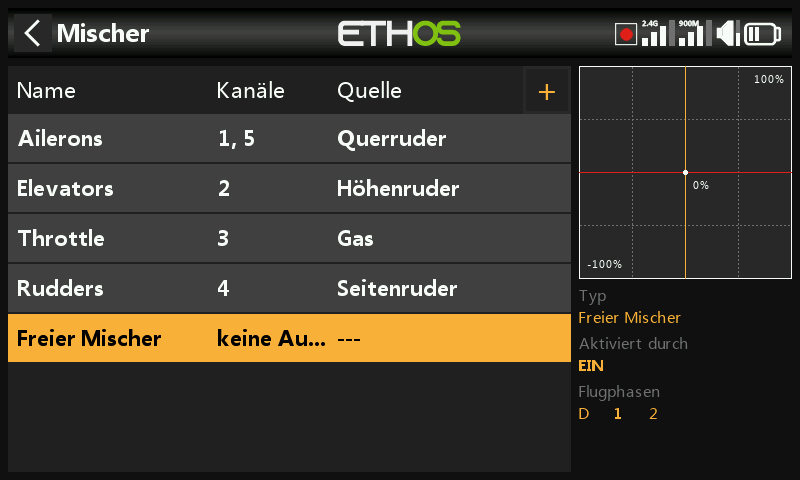 Mischer
ETHOS
2.4G 900M
Name Kanäle Quelle +
Ailerons 1, 5 Querruder
Elevators 2 Höhenruder
Throttle 3 Gas
Rudders 4 Seitenruder
Freier Mischer keine Au... ---
100%
0%
-100%
Typ
Freier Mischer
Aktiviert durch
EIN
Flugphasen
D 1 2